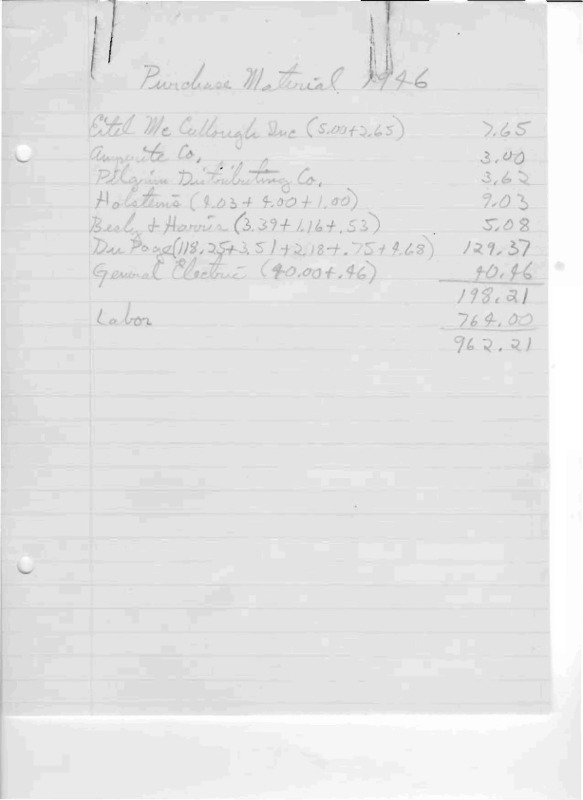 Purchase Material 1946
Eitel Mc Cullough Inc (5.00+2.65) 7.65
Amperite Co. 3.00
Pilgrim Distributing Co. 3.62
Holsteins (4.03+4.00+1.00) 9.03
& Harris (3.39+1.16+.53) 5.08
Du Page (118.25+3.51+2.18+.75+4.68) 129.37
General Electric (40.00+.46) 40.46
198.21
Labor 764.00
962.21